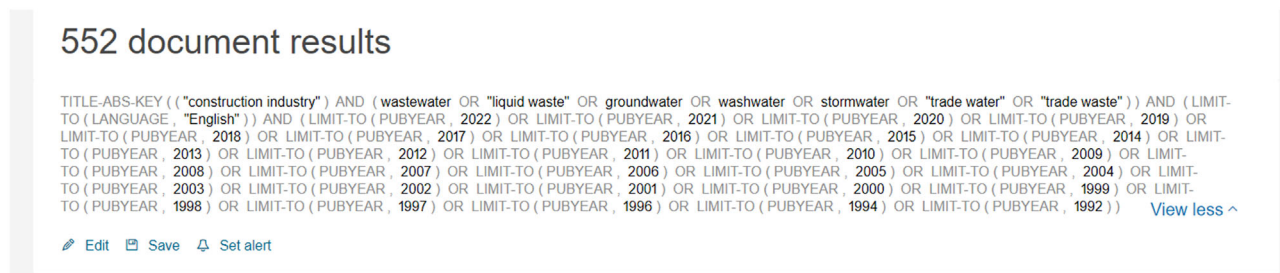 552 document results
TITLE-ABS-KEY ( ( "construction industry" ) AND ( wastewater OR "liquid waste" OR groundwater OR washwater OR stormwater OR "trade water" OR "trade waste" ) ) AND ( LIMIT-
TO ( LANGUAGE , "English" ) ) AND ( LIMIT-TO ( PUBYEAR , 2022 ) OR LIMIT-TO ( PUBYEAR , 2021 ) OR LIMIT-TO ( PUBYEAR , 2020 ) OR LIMIT-TO ( PUBYEAR , 2019 ) OR
LIMIT-TO ( PUBYEAR , 2018 ) OR LIMIT-TO ( PUBYEAR , 2017 ) OR LIMIT-TO ( PUBYEAR , 2016 ) OR LIMIT-TO ( PUBYEAR , 2015 ) OR LIMIT-TO ( PUBYEAR , 2014 ) OR LIMIT-
TO ( PUBYEAR , 2013 ) OR LIMIT-TO ( PUBYEAR , 2012 ) OR LIMIT-TO ( PUBYEAR , 2011 ) OR LIMIT-TO ( PUBYEAR , 2010 ) OR LIMIT-TO ( PUBYEAR , 2009 ) OR LIMIT-
TO ( PUBYEAR , 2008 ) OR LIMIT-TO ( PUBYEAR , 2007 ) OR LIMIT-TO ( PUBYEAR , 2006 ) OR LIMIT-TO ( PUBYEAR , 2005 ) OR LIMIT-TO ( PUBYEAR , 2004 ) OR LIMIT-
TO ( PUBYEAR , 2003 ) OR LIMIT-TO ( PUBYEAR , 2002 ) OR LIMIT-TO ( PUBYEAR , 2001 ) OR LIMIT-TO ( PUBYEAR , 2000 ) OR LIMIT-TO ( PUBYEAR , 1999 ) OR LIMIT-
TO ( PUBYEAR , 1998 ) OR LIMIT-TO ( PUBYEAR , 1997 ) OR LIMIT-TO ( PUBYEAR , 1996 ) OR LIMIT-TO ( PUBYEAR , 1994 ) OR LIMIT-TO ( PUBYEAR , 1992 ) ) View less
Edit Save Set alert